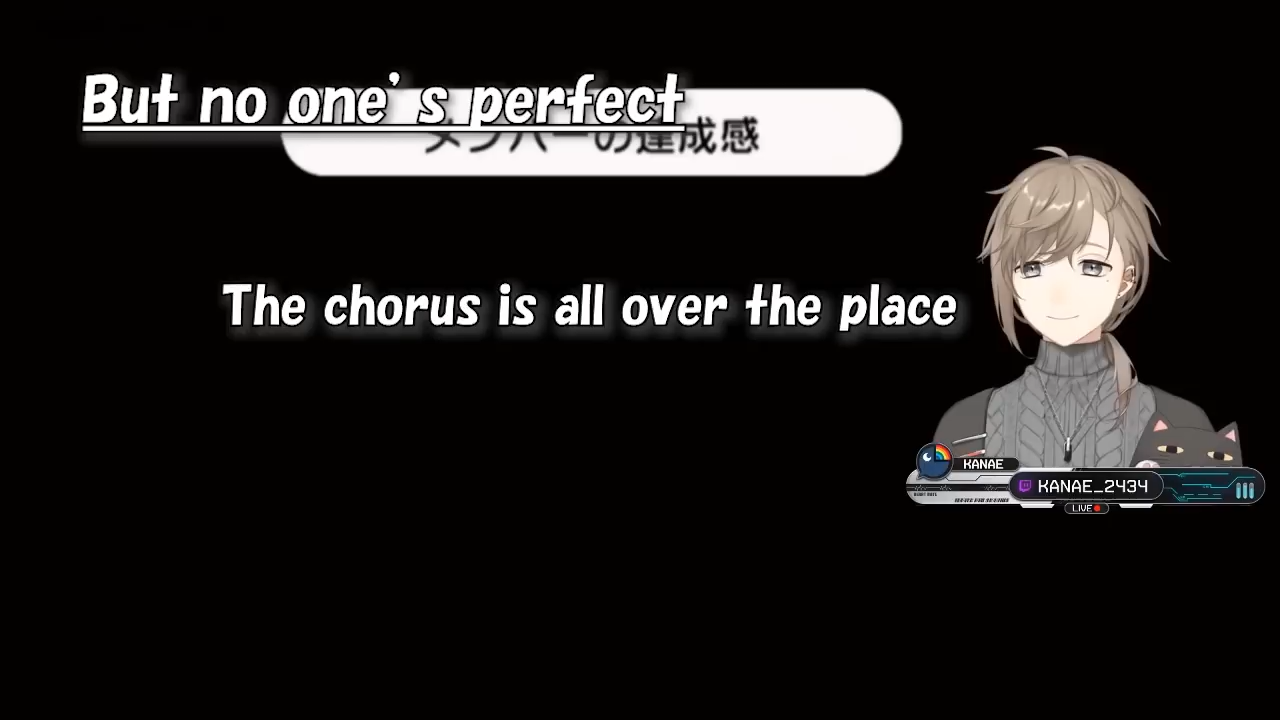 But no one's perfect
メンバーの達成感
The chorus is all over the place
KANAE
KANAE_2434
LIVE